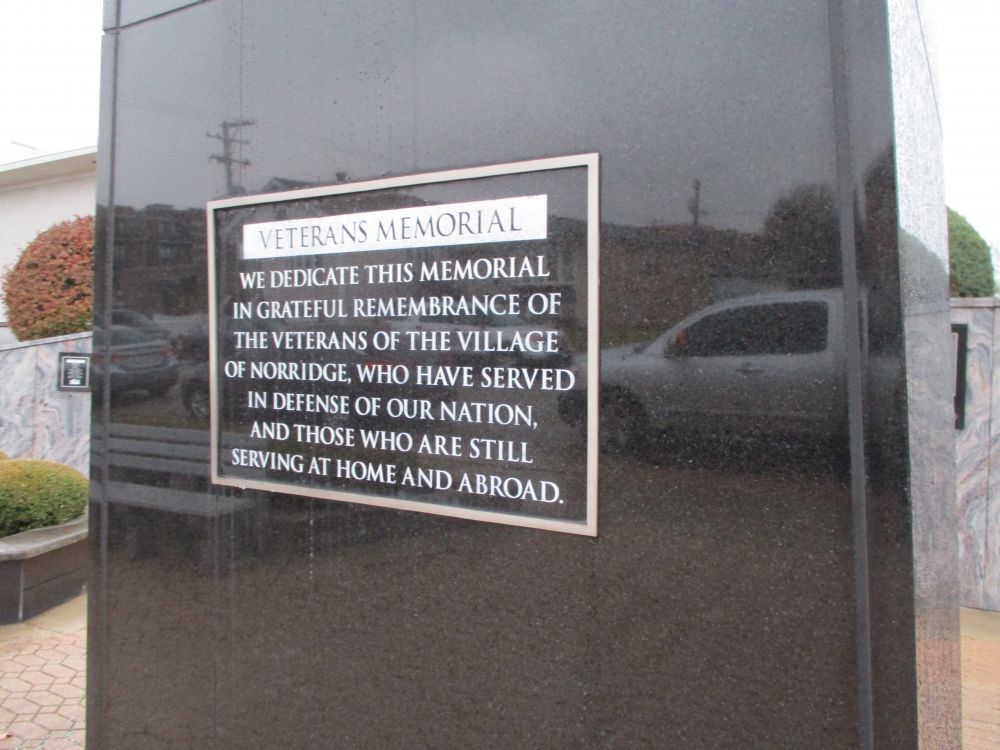 VETERANS MEMORIAL
WE DEDICATE THIS MEMORIAL
IN GRATEFUL REMEMBRANCE OF
THE VETERANS OF THE VILLAGE
OF NORRIDGE, WHO HAVE SERVED
IN DEFENSE OF OUR NATION,
AND THOSE WHO ARE STILL
SERVING AT HOME AND ABROAD.